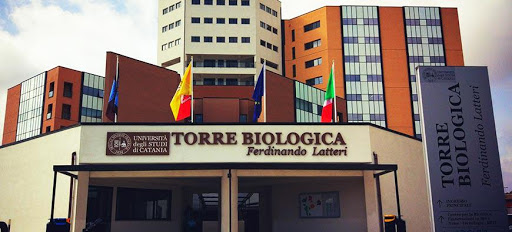 UNIVERSITÀ
degli STUDI
di CATANIA
TORRE BIOLOGICA
Ferdinando Latteri
TORRE
BIOLOGICA
Ferdinando Latteri